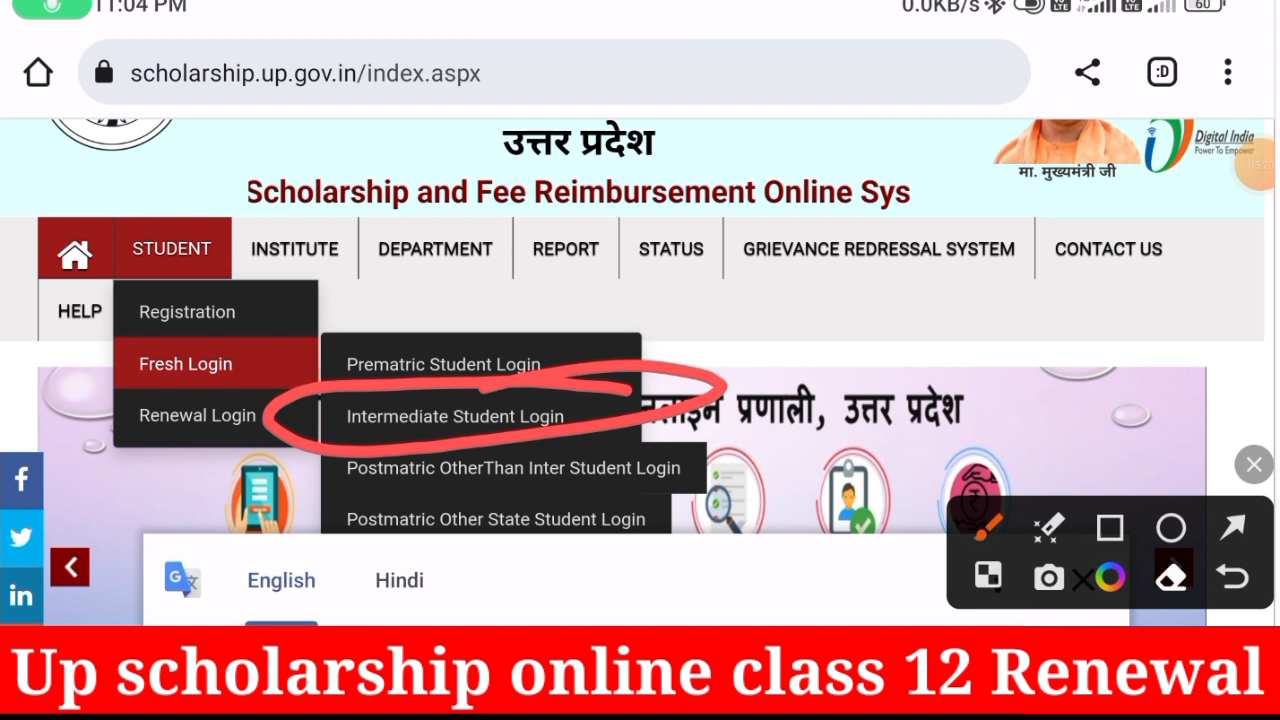 11:04 PM 0.0KB/s 60
scholarship.up.gov.in/index.aspx :D
उत्तर प्रदेश
Digital India
Power To Empower
मा. मुख्यमंत्री जी
Scholarship and Fee Reimbursement Online Sys
STUDENT INSTITUTE DEPARTMENT REPORT STATUS GRIEVANCE REDRESSAL SYSTEM CONTACT US
HELP
Registration
Fresh Login
Renewal Login
Prematric Student Login
Intermediate Student Login
Postmatric OtherThan Inter Student Login
Postmatric Other State Student Login
प्रणाली, उत्तर प्रदेश
English Hindi
Up scholarship online class 12 Renewal